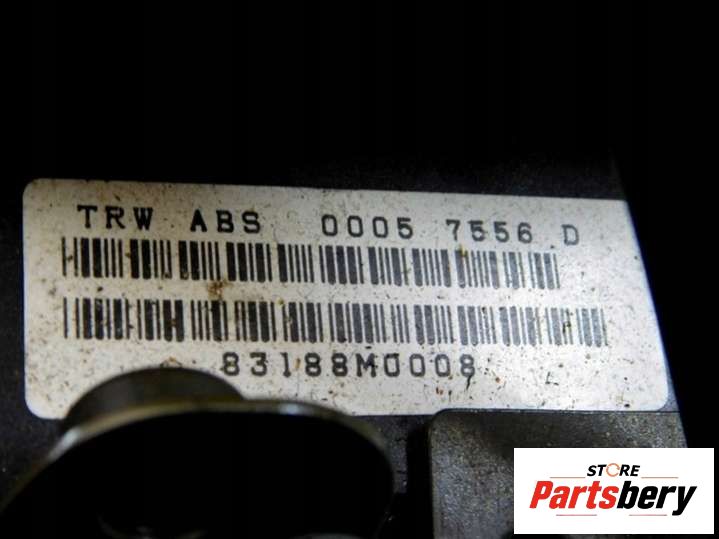 TRW ABS 0005 7556 D
83188M0008
STORE
Partsbery